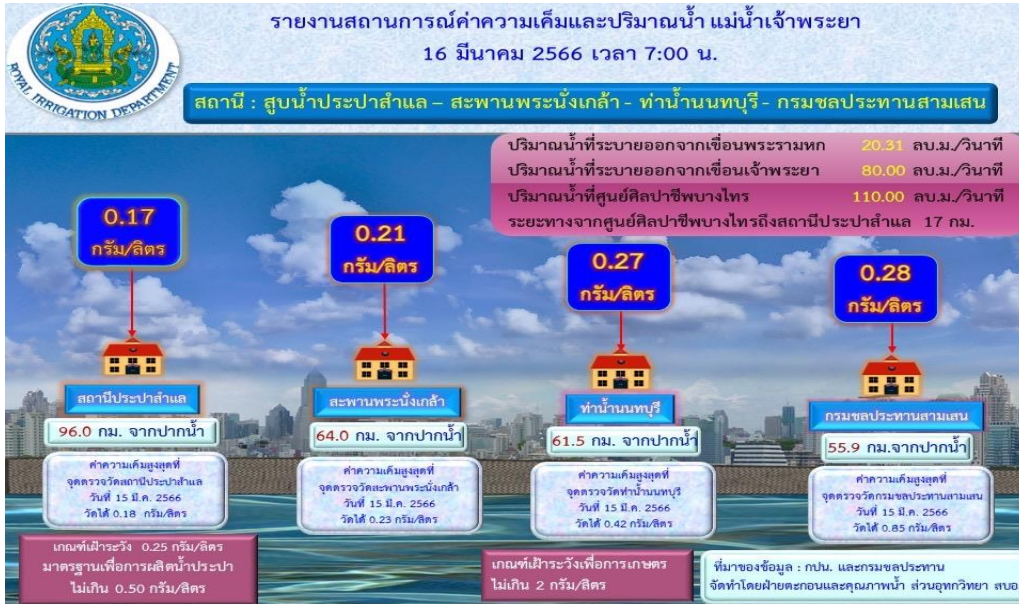 รายงานสถานการณ์ค่าความเค็มและปริมาณน้ำ แม่น้ำเจ้าพระยา
16 มีนาคม 2566 เวลา 7:00 น.
ROYAL IRRIGATION DEPARTMENT
สถานี : สูบน้ำประปาสำแล – สะพานพระนั่งเกล้า - ท่าน้ำนนทบุรี - กรมชลประทานสามเสน
ปริมาณน้ำที่ระบายออกจากเขื่อนพระรามหก 20.31 ลบ.ม./วินาที
ปริมาณน้ำที่ระบายออกจากเขื่อนเจ้าพระยา 80.00 ลบ.ม./วินาที
ปริมาณน้ำที่ศูนย์ศิลปาชีพบางไทร 110.00 ลบ.ม./วินาที
ระยะทางจากศูนย์ศิลปาชีพบางไทรถึงสถานีประปาสำแล 17 กม.
0.17
กรัม/ลิตร
สถานีประปาสำแล
96.0 กม. จากปากน้ำ
ค่าความเค็มสูงสุดที่
จุดตรวจวัดสถานีประปาสำแล
วันที่ 15 มี.ค. 2566
วัดได้ 0.18 กรัม/ลิตร
0.21
กรัม/ลิตร
สะพานพระนั่งเกล้า
64.0 กม. จากปากน้ำ
ค่าความเค็มสูงสุดที่
จุดตรวจวัดสะพานพระนั่งเกล้า
วันที่ 15 มี.ค. 2566
วัดได้ 0.23 กรัม/ลิตร
0.27
กรัม/ลิตร
ท่าน้ำนนทบุรี
61.5 กม. จากปากน้ำ
ค่าความเค็มสูงสุดที่
จุดตรวจวัดท่าน้ำนนทบุรี
วันที่ 15 มี.ค. 2566
วัดได้ 0.42 กรัม/ลิตร
0.28
กรัม/ลิตร
กรมชลประทานสามเสน
55.9 กม.จากปากน้ำ
ค่าความเค็มสูงสุดที่
จุดตรวจวัดกรมชลประทานสามเสน
วันที่ 15 มี.ค. 2566
วัดได้ 0.85 กรัม/ลิตร
เกณฑ์เฝ้าระวัง 0.25 กรัม/ลิตร
มาตรฐานเพื่อการผลิตน้ำประปา
ไม่เกิน 0.50 กรัม/ลิตร
เกณฑ์เฝ้าระวังเพื่อการเกษตร
ไม่เกิน 2 กรัม/ลิตร
ที่มาของข้อมูล : กปน. และกรมชลประทาน
จัดทำโดยฝ่ายตะกอนและคุณภาพน้ำ ส่วนอุทกวิทยา สบอ